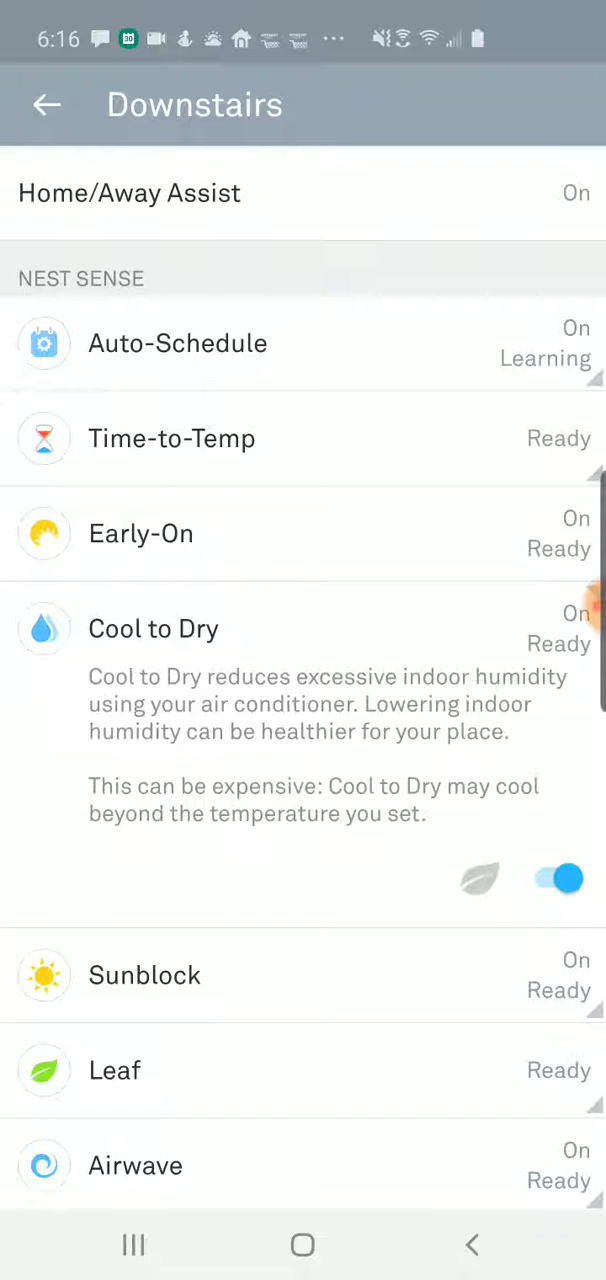 6:16
30
Downstairs
Home/Away Assist
On
NEST SENSE
Auto-Schedule
On
Learning
Time-to-Temp
Ready
Early-On
On
Ready
Cool to Dry
On
Ready
Cool to Dry reduces excessive indoor humidity
using your air conditioner. Lowering indoor
humidity can be healthier for your place.
This can be expensive: Cool to Dry may cool
beyond the temperature you set.
Sunblock
On
Ready
Leaf
Ready
Airwave
On
Ready